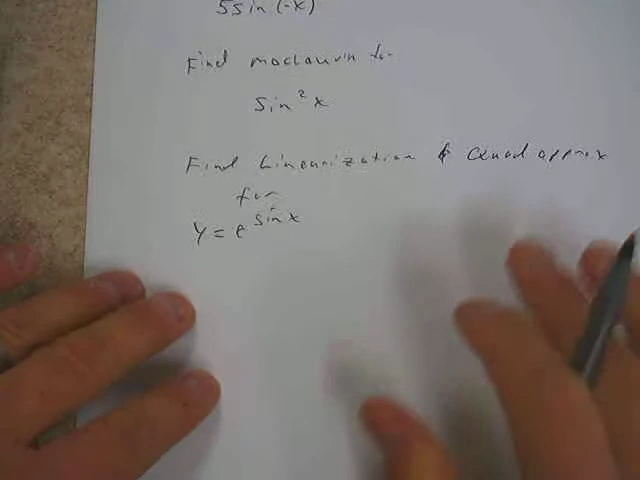 5sin(-x)
Find maclaurin for
sin²x
Find Linearization & Quad approx
for
y = e^sin x